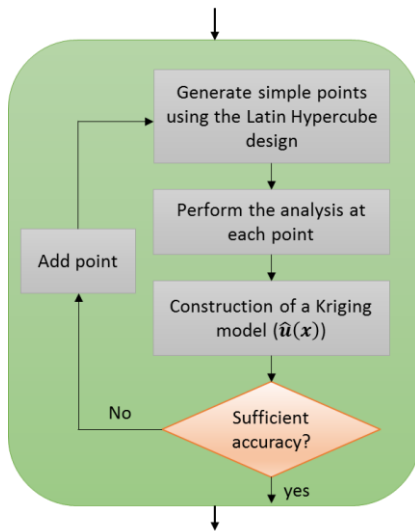 Generate simple points
using the Latin Hypercube
design
Perform the analysis at
each point
Add point
Construction of a Kriging
model (û(x))
No
Sufficient
accuracy?
yes